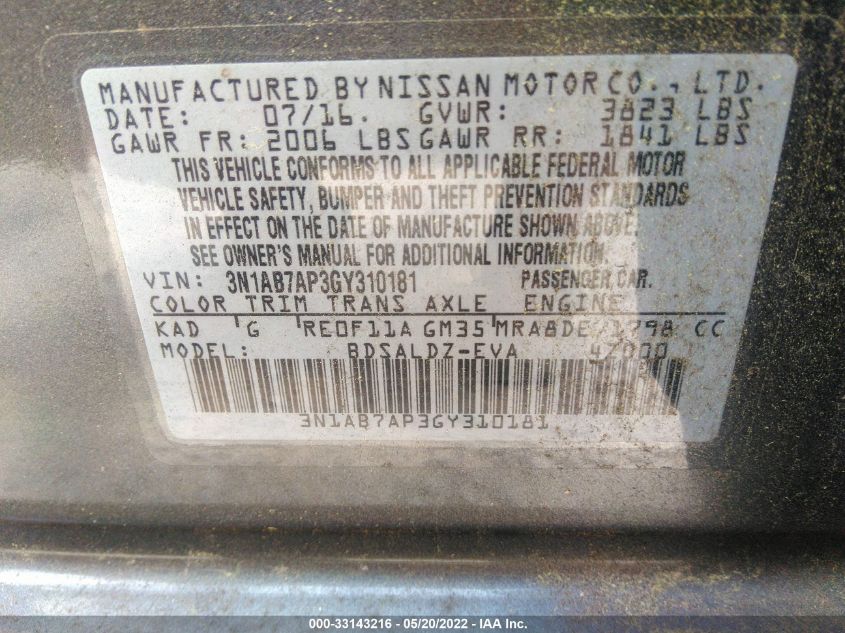 MANUFACTURED BY NISSAN MOTOR CO., LTD.
DATE: 07/16. GVWR: 3823 LBS
GAWR FR: 2006 LBS GAWR RR: 1841 LBS
THIS VEHICLE CONFORMS TO ALL APPLICABLE FEDERAL MOTOR
VEHICLE SAFETY, BUMPER AND THEFT PREVENTION STANDARDS
IN EFFECT ON THE DATE OF MANUFACTURE SHOWN ABOVE.
SEE OWNER'S MANUAL FOR ADDITIONAL INFORMATION.
VIN: 3N1AB7AP3GY310181 PASSENGER CAR.
COLOR TRIM TRANS AXLE ENGINE
KAD G RE0F11A GM35 MRA8DE/1798 CC
MODEL: BDSALDZ-EVA
3N1AB7AP3GY310181
000-33143216 - 05/20/2022 - IAA Inc.